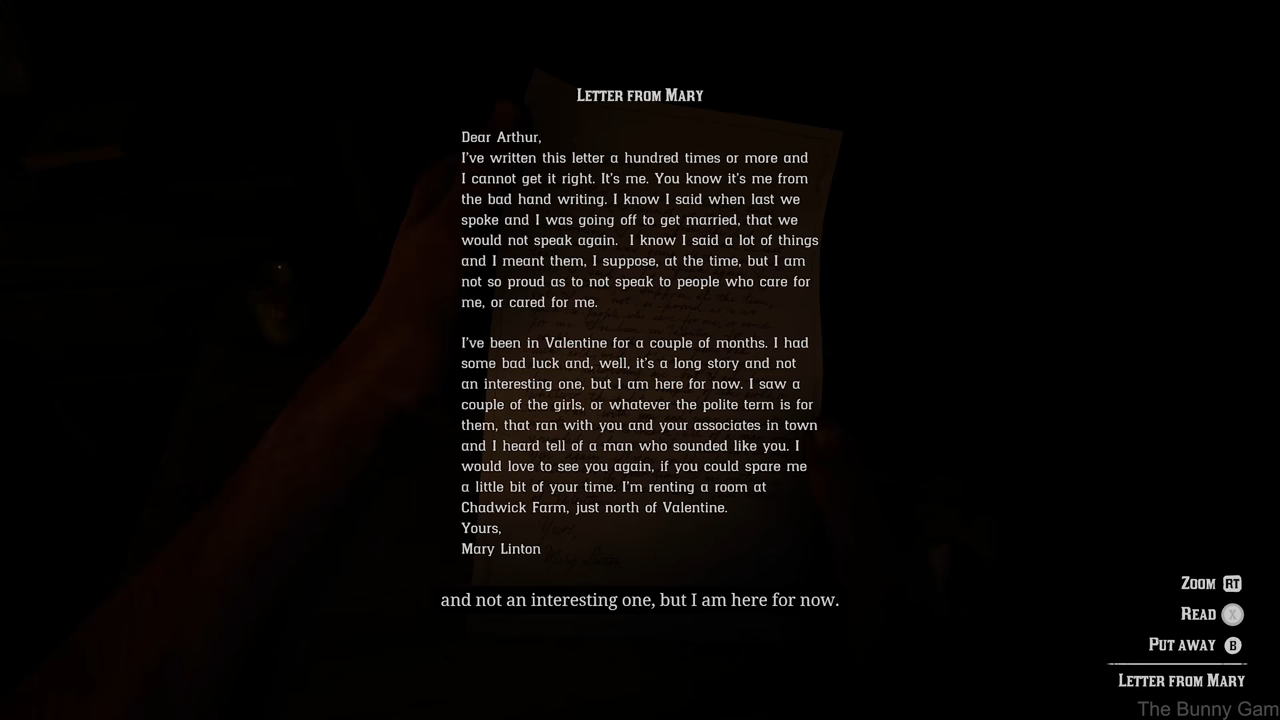 Letter from Mary
Dear Arthur,
I've written this letter a hundred times or more and
I cannot get it right. It's me. You know it's me from
the bad hand writing. I know I said when last we
spoke and I was going off to get married, that we
would not speak again.  I know I said a lot of things
and I meant them, I suppose, at the time, but I am
not so proud as to not speak to people who care for
me, or cared for me.
I've been in Valentine for a couple of months. I had
some bad luck and, well, it's a long story and not
an interesting one, but I am here for now. I saw a
couple of the girls, or whatever the polite term is for
them, that ran with you and your associates in town
and I heard tell of a man who sounded like you. I
would love to see you again, if you could spare me
a little bit of your time. I'm renting a room at
Chadwick Farm, just north of Valentine.
Yours,
Mary Linton
and not an interesting one, but I am here for now.
Zoom RT
Read X
Put away B
Letter from Mary
The Bunny Gam